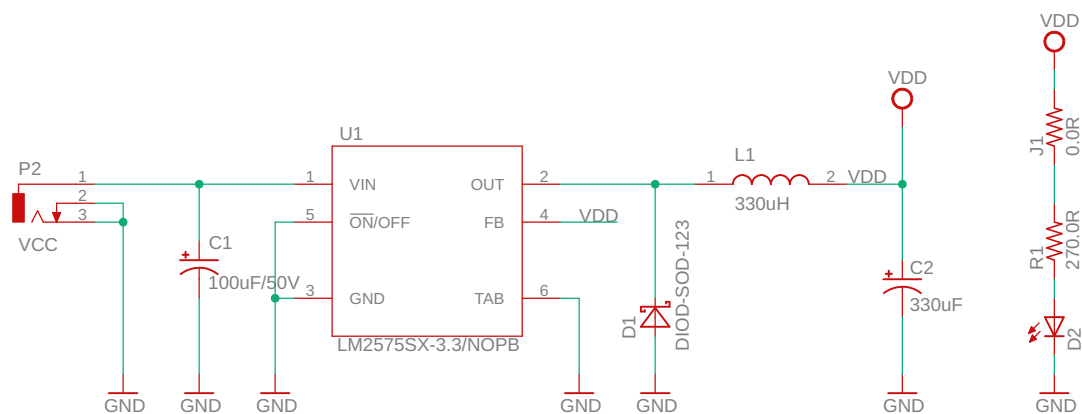 VDD
VDD
U1
J1
0.0R
P2
1
2
3
VCC
1
VIN
OUT
2
L1
1
2
VDD
330uH
5
ON/OFF
FB
4
VDD
C1
100uF/50V
3
GND
TAB
6
LM2575SX-3.3/NOPB
D1
DIOD-SOD-123
C2
330uF
R1
270.0R
D2
GND
GND
GND
GND
GND
GND
GND